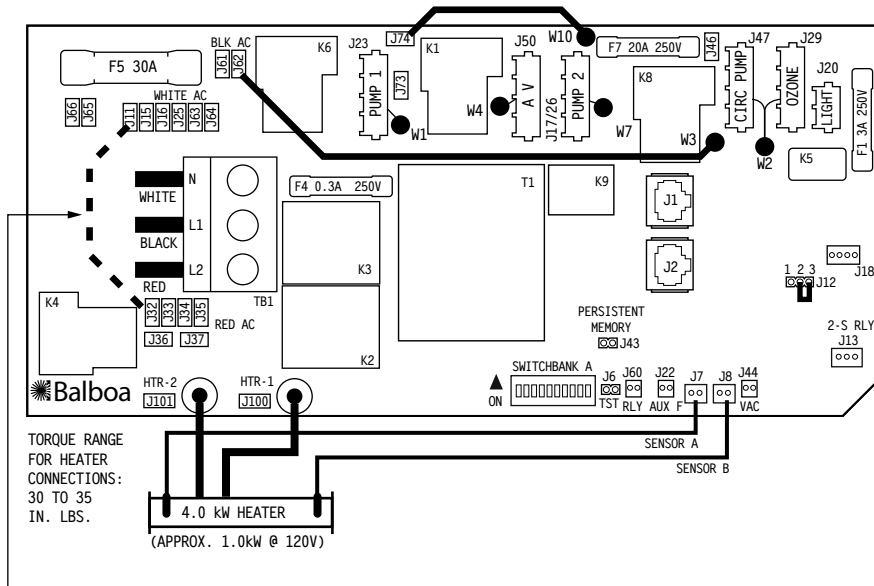 J74
W10
BLK AC
J61
J62
K6
J23
PUMP 1
J73
K1
J50
A V
J17/26
PUMP 2
F7 20A 250V
J46
J47
CIRC PUMP
J29
OZONE
J20
LIGHT
F1 3A 250V
F5 30A
J66
J65
WHITE AC
J11
J15
J16
J25
J63
J64
W1
W4
W7
K8
W3
W2
K5
N
WHITE
L1
BLACK
L2
RED
TB1
F4 0.3A 250V
T1
K9
J1
J2
K3
K2
K4
J32
J33
J34
J35
RED AC
J36
J37
J18
1 2 3
J12
2-S RLY
J13
PERSISTENT
MEMORY
J43
Balboa
HTR-2
J101
HTR-1
J100
ON
SWITCHBANK A
J6
TST
J60
RLY
J22
AUX F
J7
J8
J44
VAC
SENSOR A
SENSOR B
TORQUE RANGE
FOR HEATER
CONNECTIONS:
30 TO 35
IN. LBS.
4.0 kW HEATER
(APPROX. 1.0kW @ 120V)